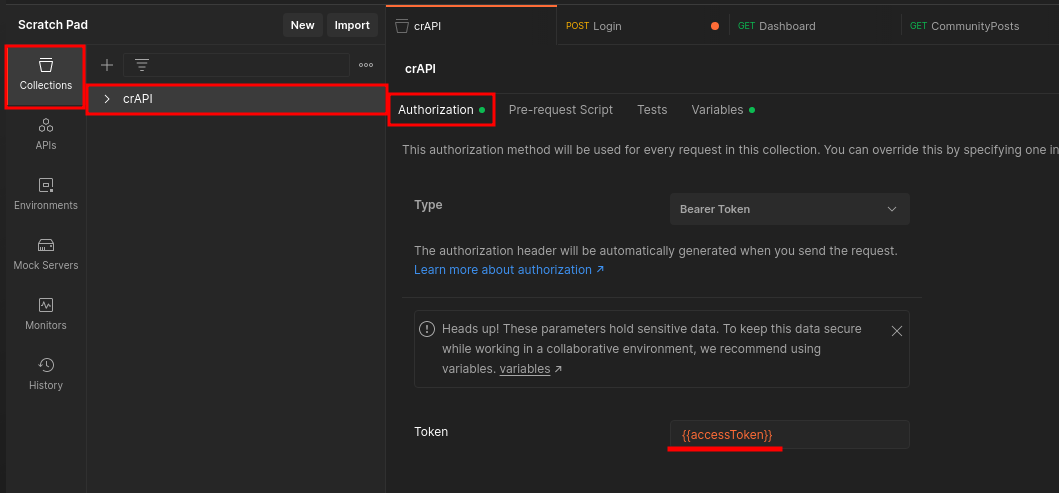 Scratch Pad
New
Import
Collections
APIs
Environments
Mock Servers
Monitors
History
crAPI
crAPI
POST Login
GET Dashboard
GET CommunityPosts
crAPI
Authorization
Pre-request Script
Tests
Variables
This authorization method will be used for every request in this collection. You can override this by specifying one in
Type
Bearer Token
The authorization header will be automatically generated when you send the request.
Learn more about authorization ↗
Heads up! These parameters hold sensitive data. To keep this data secure
while working in a collaborative environment, we recommend using
variables. variables ↗
Token
{{accessToken}}